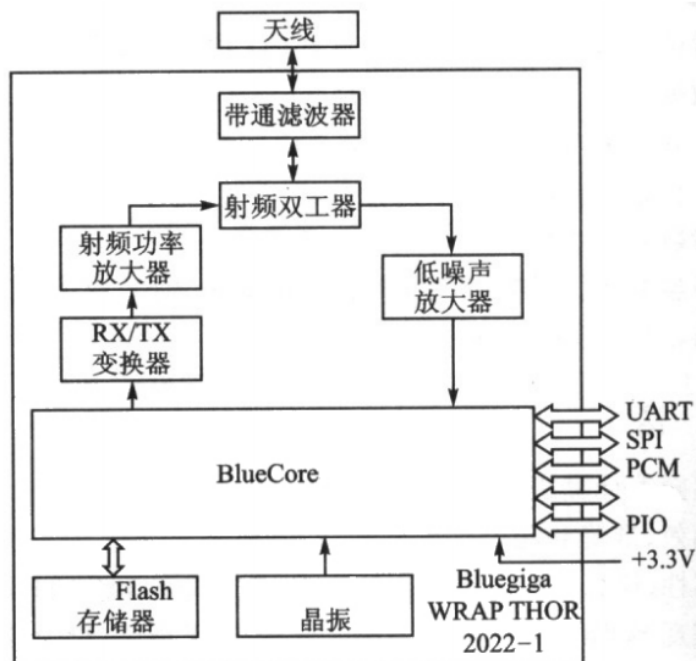 天线
带通滤波器
射频双工器
射频功率
放大器
低噪声
放大器
RX/TX
变换器
BlueCore
UART
SPI
PCM
PIO
+3.3V
Flash
存储器
晶振
Bluegiga
WRAP THOR
2022-1